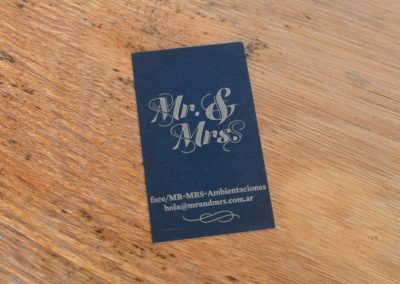 Mr. &
Mrs.
face/MR-MRS-Ambientaciones
hola@mrandmrs.com.ar